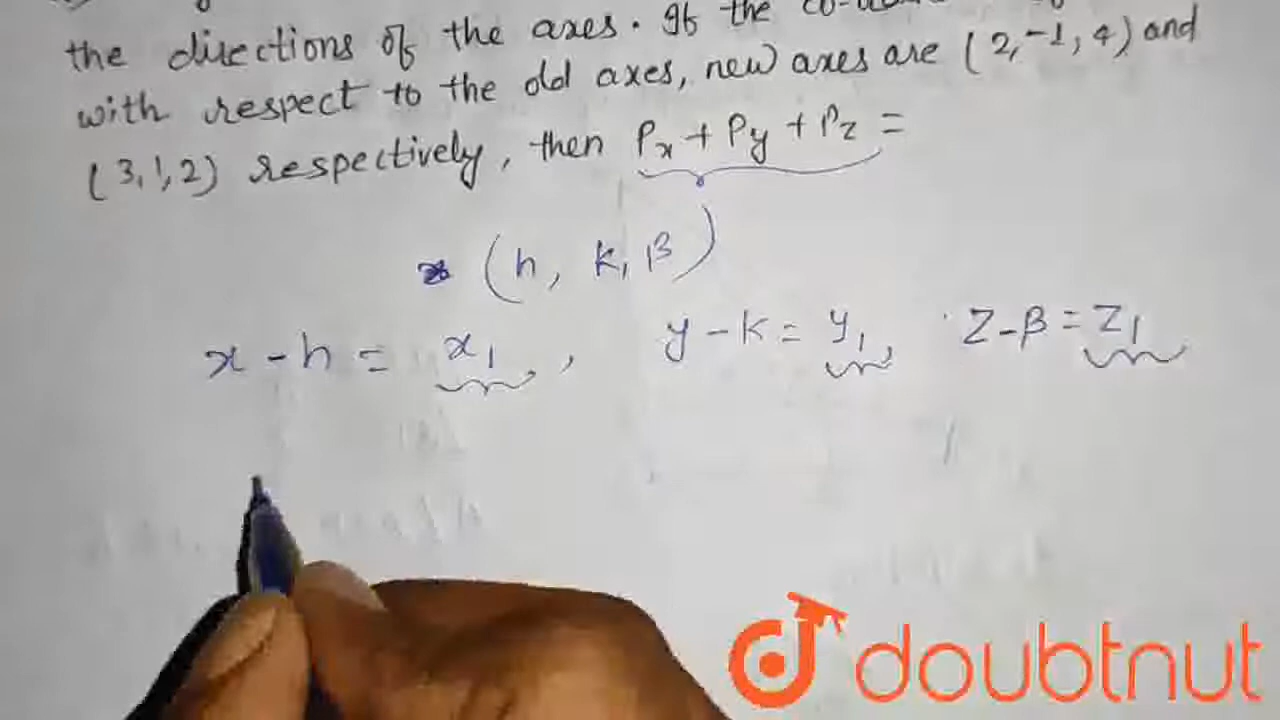 the directions of the axes. If the
with respect to the old axes, new axes are (2, -1, 4) and
(3, 1, 2) respectively, then Px + Py + Pz =
(h, k, β)
x - h = x₁, , y - k = y₁, z - β = z₁
doubtnut